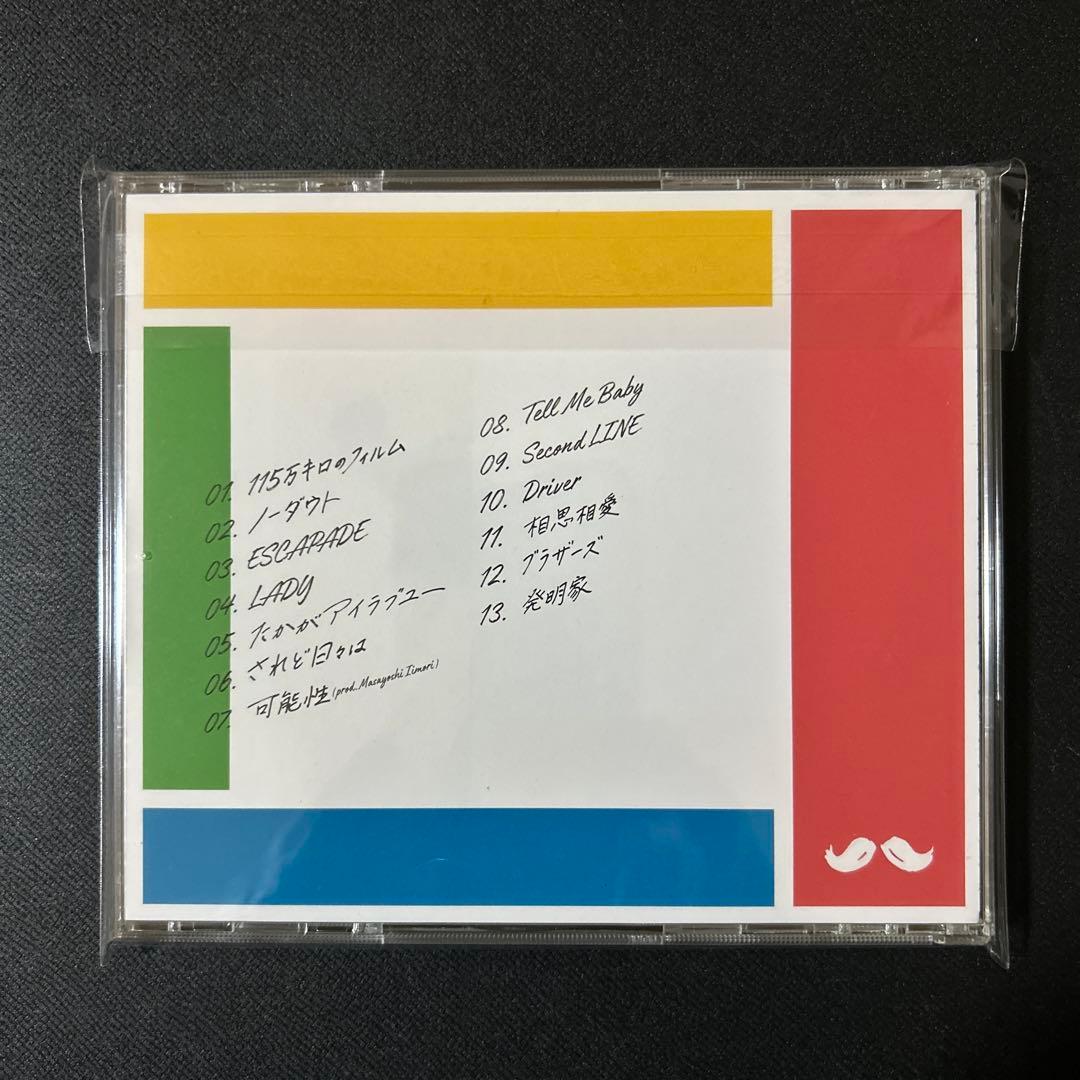 01. 115万キロのフィルム
02. ノーダウト
03. ESCAPADE
04. LADY
05. たかがアイラブユー
06. されど日々は
07. 可能性 (prod. Masayoshi Iimori)
08. Tell Me Baby
09. Second LINE
10. Driver
11. 相思相愛
12. ブラザーズ
13. 発明家